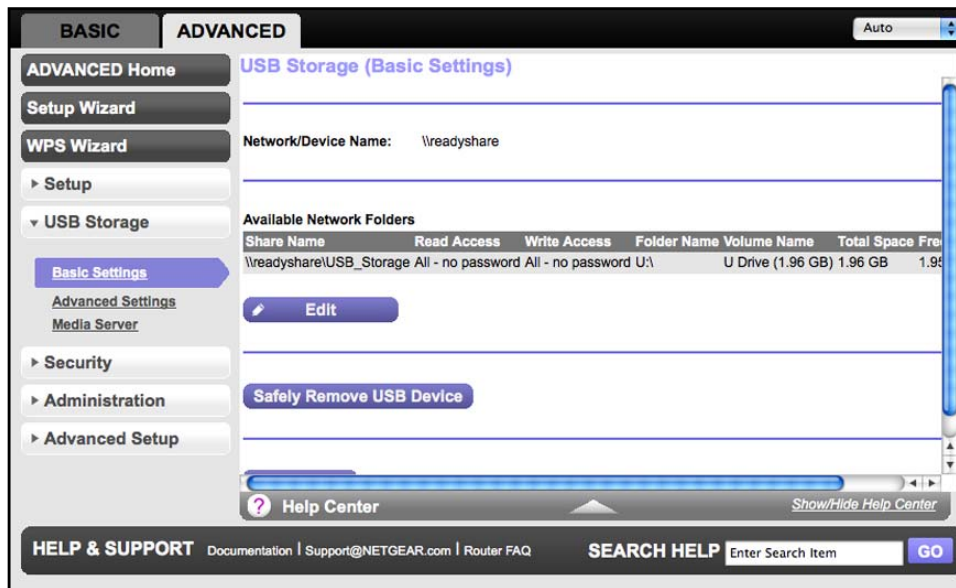 BASIC ADVANCED Auto
ADVANCED Home
Setup Wizard
WPS Wizard
Setup
USB Storage
Basic Settings
Advanced Settings
Media Server
Security
Administration
Advanced Setup
USB Storage (Basic Settings)
Network/Device Name: \\readyshare
Available Network Folders
Share Name Read Access Write Access Folder Name Volume Name Total Space
\\readyshare\USB_Storage All - no password All - no password U:\ U Drive (1.96 GB) 1.96 GB
Edit
Safely Remove USB Device
? Help Center Show/Hide Help Center
HELP & SUPPORT Documentation | Support@NETGEAR.com | Router FAQ SEARCH HELP Enter Search Item GO